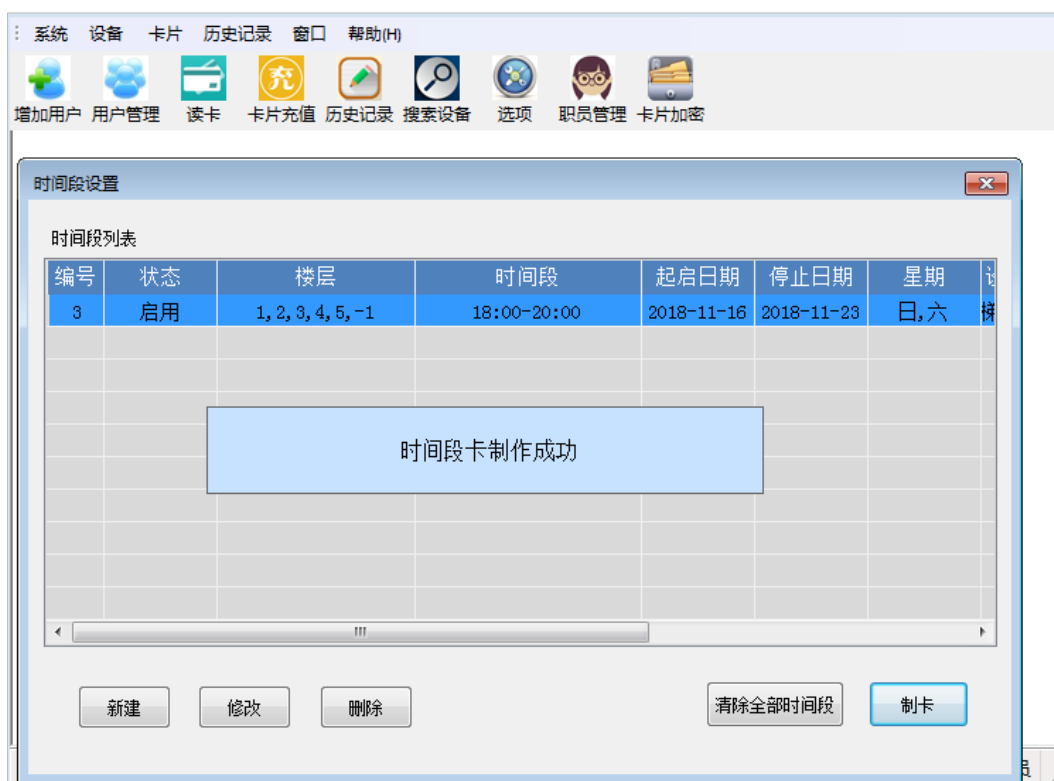 系统 设备 卡片 历史记录 窗口 帮助(H)
增加用户 用户管理 读卡 卡片充值 历史记录 搜索设备 选项 职员管理 卡片加密
充
时间段设置
时间段列表
编号 状态 楼层 时间段 起启日期 停止日期 星期
3 启用 1,2,3,4,5,-1 18:00-20:00 2018-11-16 2018-11-23 日,六
时间段卡制作成功
新建 修改 删除 清除全部时间段 制卡
员